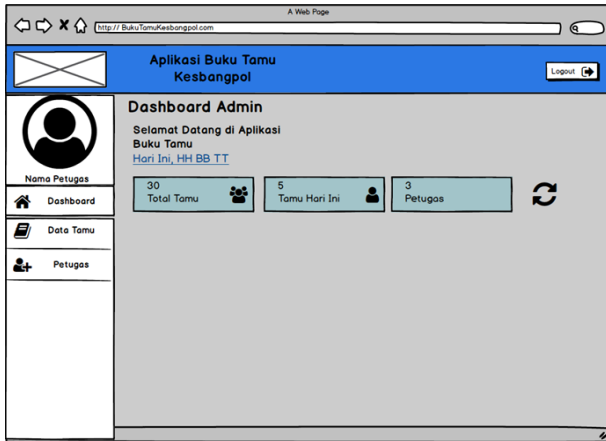 A Web Page
http:// BukuTamuKesbangpol.com
Aplikasi Buku Tamu
Kesbangpol
Logout
Nama Petugas
Dashboard
Data Tamu
Petugas
Dashboard Admin
Selamat Datang di Aplikasi
Buku Tamu
Hari Ini, HH BB TT
30
Total Tamu
5
Tamu Hari Ini
3
Petugas